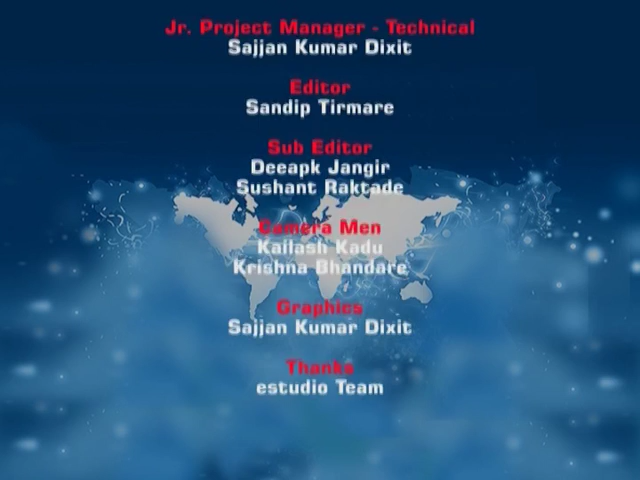 Jr. Project Manager - Technical
Sajjan Kumar Dixit
Editor
Sandip Tirmare
Sub Editor
Deeapk Jangir
Sushant Raktade
Camera Men
Kailash Kadu
Krishna Bhandare
Graphics
Sajjan Kumar Dixit
Thanks
estudio Team